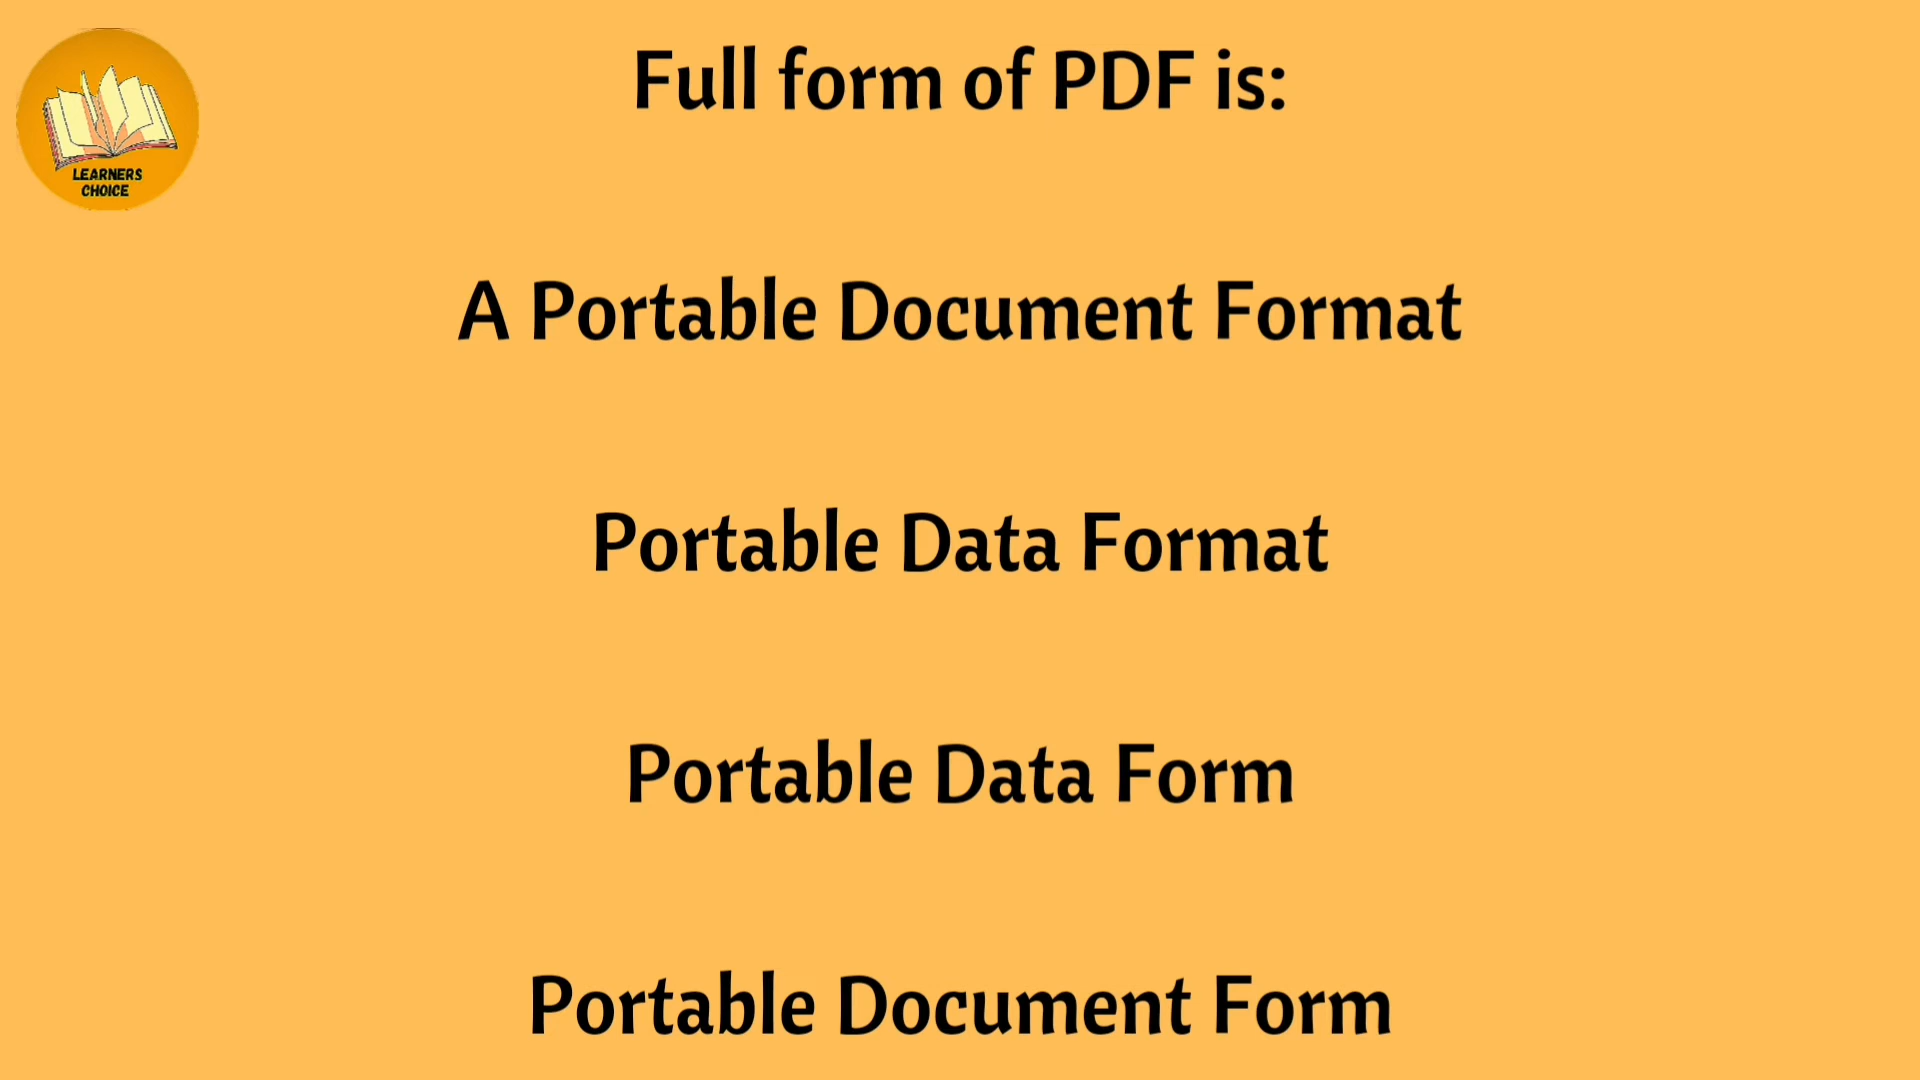 Full form of PDF is:
LEARNERS
CHOICE
A Portable Document Format
Portable Data Format
Portable Data Form
Portable Document Form